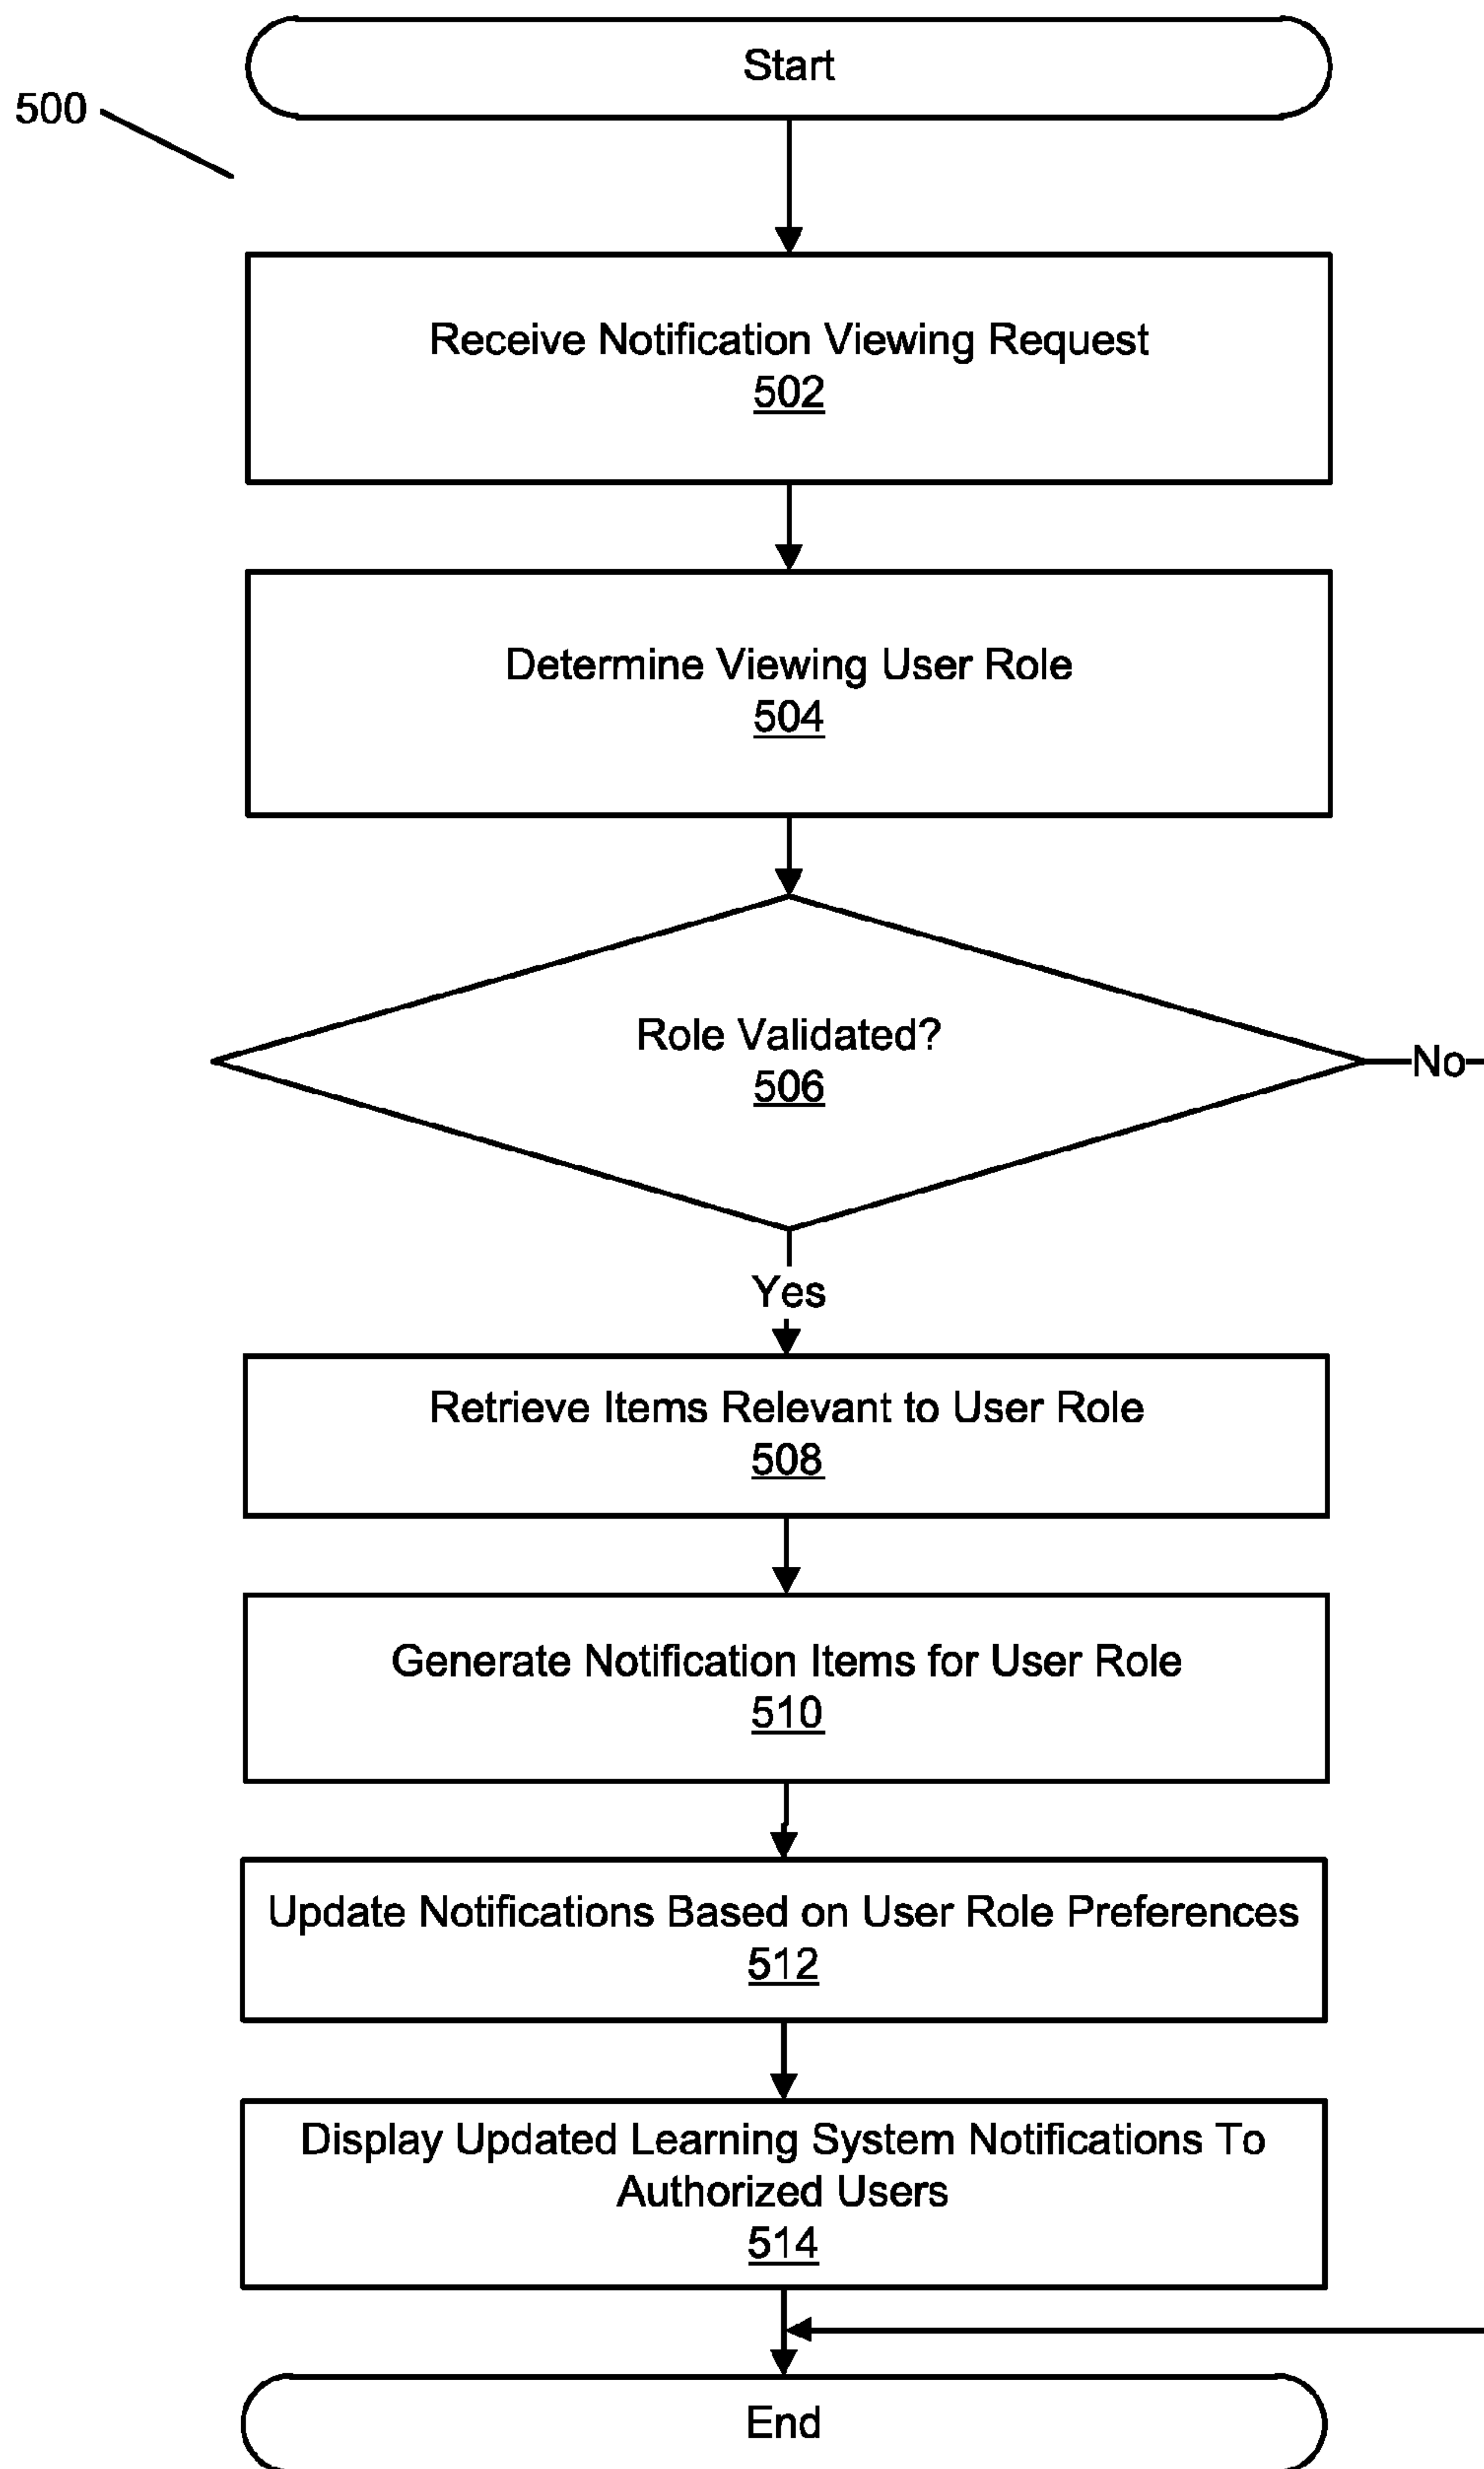 Start
500
Receive Notification Viewing Request
502
Determine Viewing User Role
504
Role Validated?
506
No
Yes
Retrieve Items Relevant to User Role
508
Generate Notification Items for User Role
510
Update Notifications Based on User Role Preferences
512
Display Updated Learning System Notifications To
Authorized Users
514
End